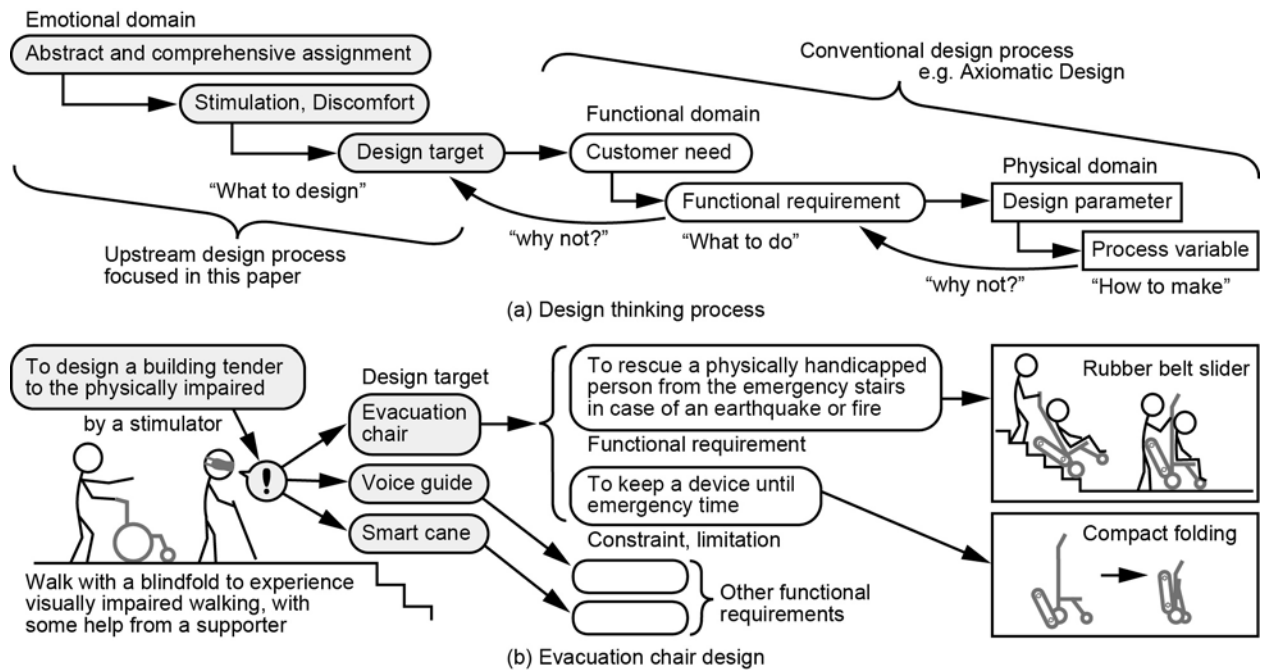 Emotional domain
Abstract and comprehensive assignment
Stimulation, Discomfort
Design target
“What to design”
Upstream design process
focused in this paper
Conventional design process
e.g. Axiomatic Design
Functional domain
Customer need
Functional requirement
“why not?”
“What to do”
Physical domain
Design parameter
Process variable
“why not?”
“How to make”
(a) Design thinking process
To design a building tender
to the physically impaired
by a stimulator
!
Walk with a blindfold to experience
visually impaired walking, with
some help from a supporter
Design target
Evacuation
chair
Voice guide
Smart cane
To rescue a physically handicapped
person from the emergency stairs
in case of an earthquake or fire
Functional requirement
To keep a device until
emergency time
Constraint, limitation
Other functional
requirements
Rubber belt slider
Compact folding
(b) Evacuation chair design